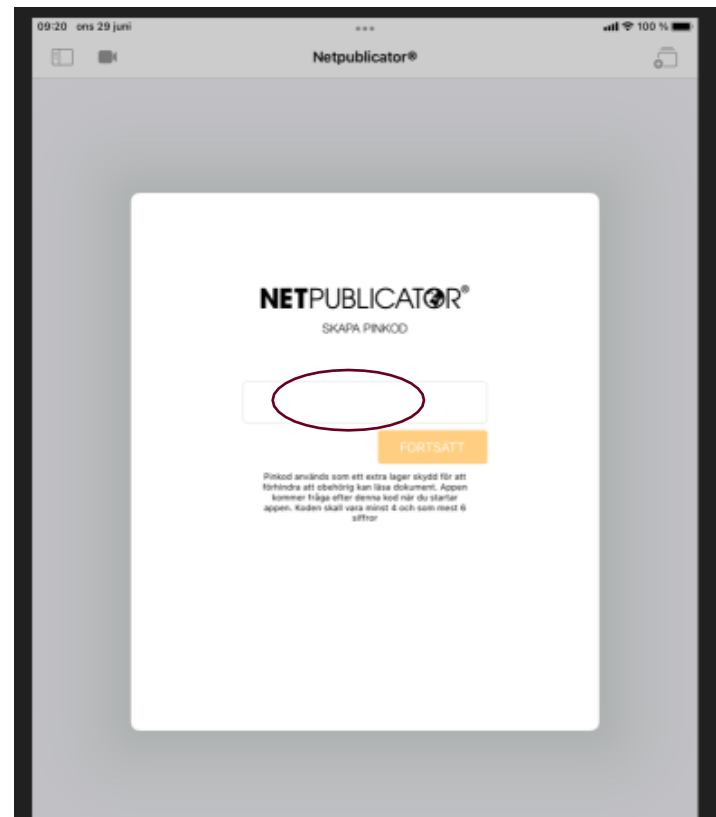 09:20 ons 29 juni
100 %
Netpublicator®
NETPUBLICATOR®
SKAPA PINKOD
FORTSÄTT
Pinkod används som ett extra lager skydd för att
förhindra att obehörig kan läsa dokument. Appen
kommer fråga efter denna kod när du startar
appen. Koden skall vara minst 4 och som mest 6
siffror